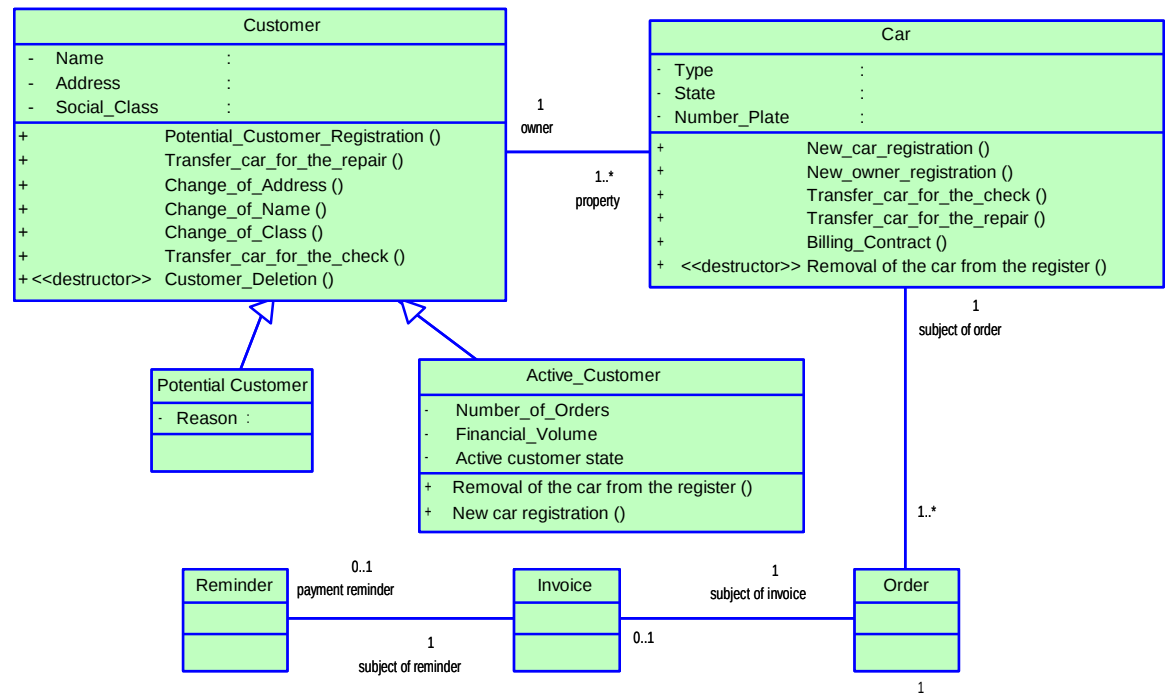 Customer
- Name :
- Address :
- Social_Class :
+ Potential_Customer_Registration ()
+ Transfer_car_for_the_repair ()
+ Change_of_Address ()
+ Change_of_Name ()
+ Change_of_Class ()
+ Transfer_car_for_the_check ()
+ <<destructor>> Customer_Deletion ()
1
owner
1..*
property
Car
- Type :
- State :
- Number_Plate :
+ New_car_registration ()
+ New_owner_registration ()
+ Transfer_car_for_the_check ()
+ Transfer_car_for_the_repair ()
+ Billing_Contract ()
+ <<destructor>> Removal of the car from the register ()
1
subject of order
Potential Customer
- Reason :
Active_Customer
- Number_of_Orders
- Financial_Volume
- Active customer state
+ Removal of the car from the register ()
+ New car registration ()
1..*
Reminder
0..1
payment reminder
1
subject of reminder
Invoice
1
subject of invoice
0..1
Order
1